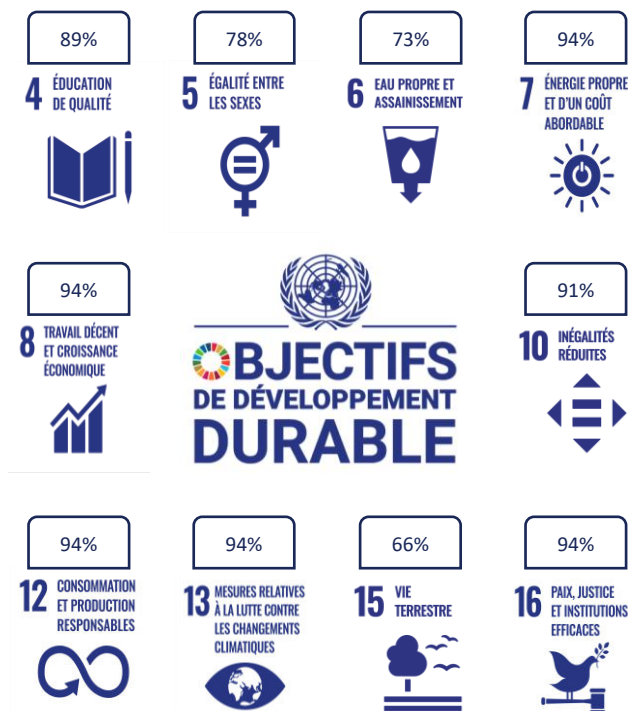 89%
4 ÉDUCATION
DE QUALITÉ
78%
5 ÉGALITÉ ENTRE
LES SEXES
73%
6 EAU PROPRE ET
ASSAINISSEMENT
94%
7 ÉNERGIE PROPRE
ET D'UN COÛT
ABORDABLE
94%
8 TRAVAIL DÉCENT
ET CROISSANCE
ÉCONOMIQUE
OBJECTIFS
DE DÉVELOPPEMENT
DURABLE
91%
10 INÉGALITÉS
RÉDUITES
94%
12 CONSOMMATION
ET PRODUCTION
RESPONSABLES
94%
13 MESURES RELATIVES
À LA LUTTE CONTRE
LES CHANGEMENTS
CLIMATIQUES
66%
15 VIE
TERRESTRE
94%
16 PAIX, JUSTICE
ET INSTITUTIONS
EFFICACES